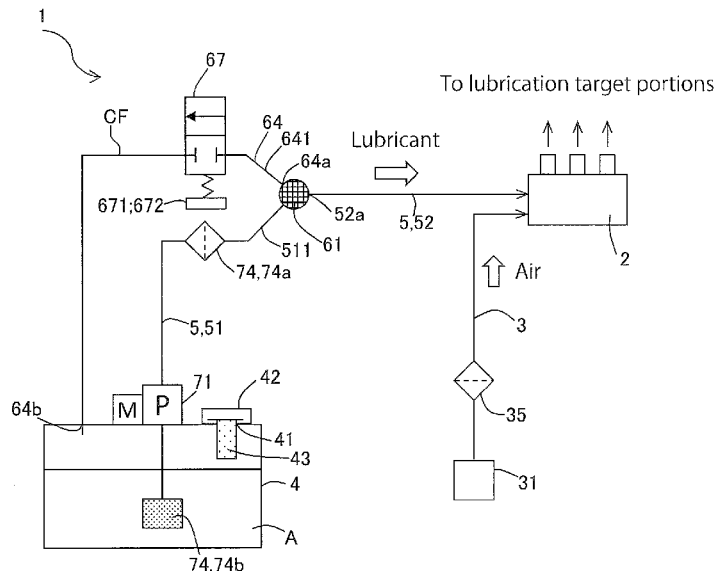 1
67
To lubrication target portions
CF
64
641
Lubricant
64a
671;672
52a
5,52
61
2
511
74,74a
Air
5,51
3
42
71
M
P
35
64b
41
43
4
31
A
74,74b